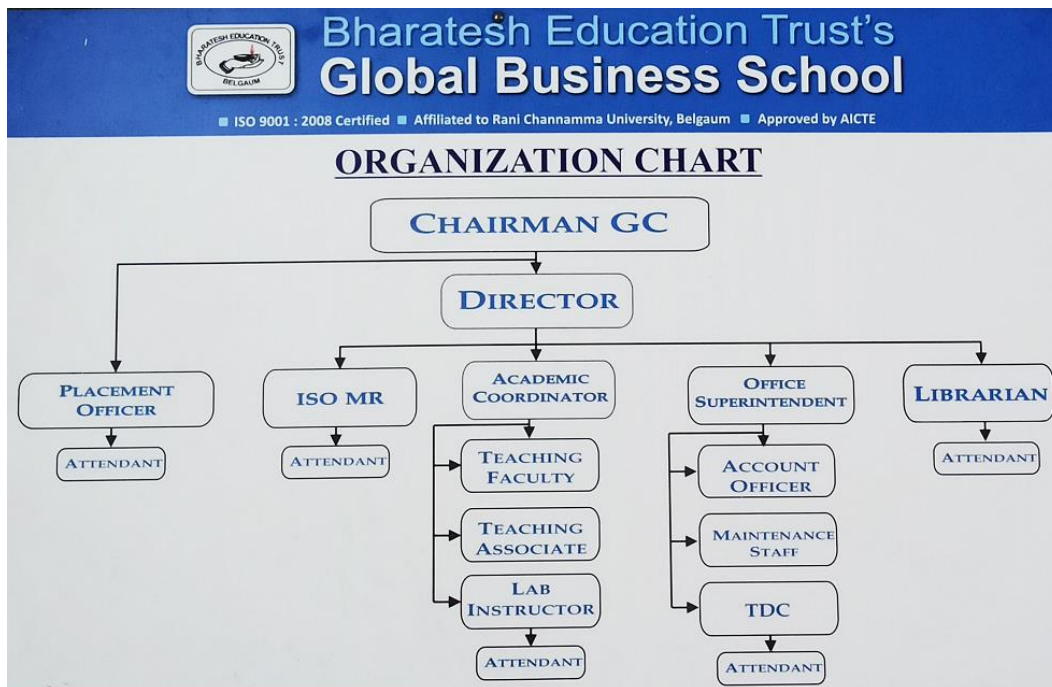 BHARATESH EDUCATION TRUST
BELGAUM
Bharatesh Education Trust's
Global Business School
ISO 9001 : 2008 Certified Affiliated to Rani Channamma University, Belgaum Approved by AICTE
ORGANIZATION CHART
CHAIRMAN GC
DIRECTOR
PLACEMENT
OFFICER
ATTENDANT
ISO MR
ATTENDANT
ACADEMIC
COORDINATOR
TEACHING
FACULTY
TEACHING
ASSOCIATE
LAB
INSTRUCTOR
ATTENDANT
OFFICE
SUPERINTENDENT
ACCOUNT
OFFICER
MAINTENANCE
STAFF
TDC
ATTENDANT
LIBRARIAN
ATTENDANT